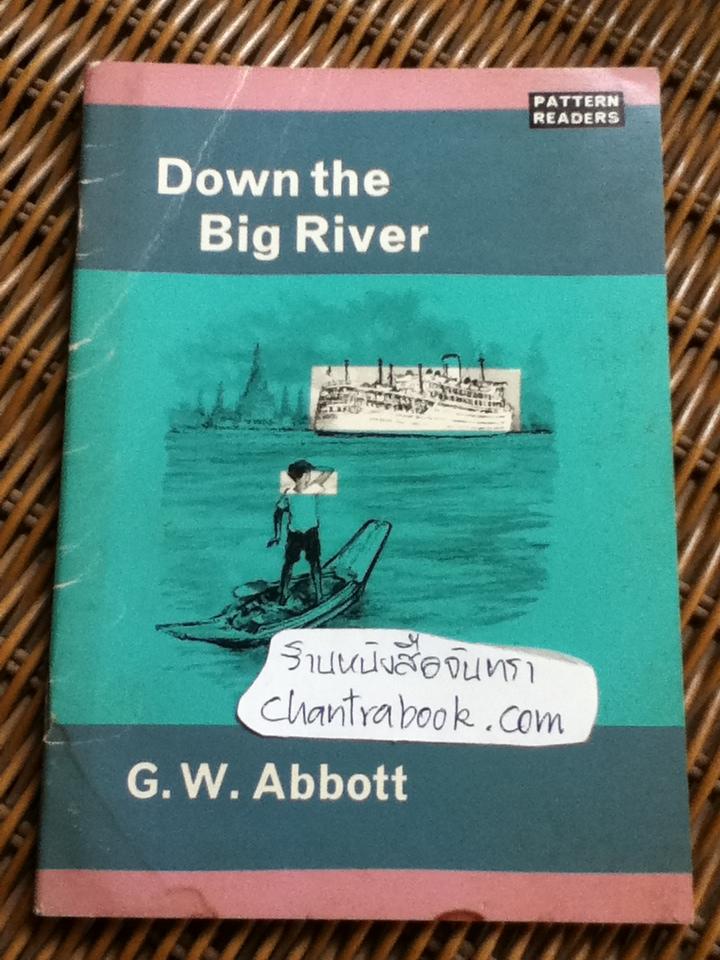 PATTERN
READERS
Down the
Big River
ร้านหนังสือจันทรา
chantrabook.com
G. W. Abbott